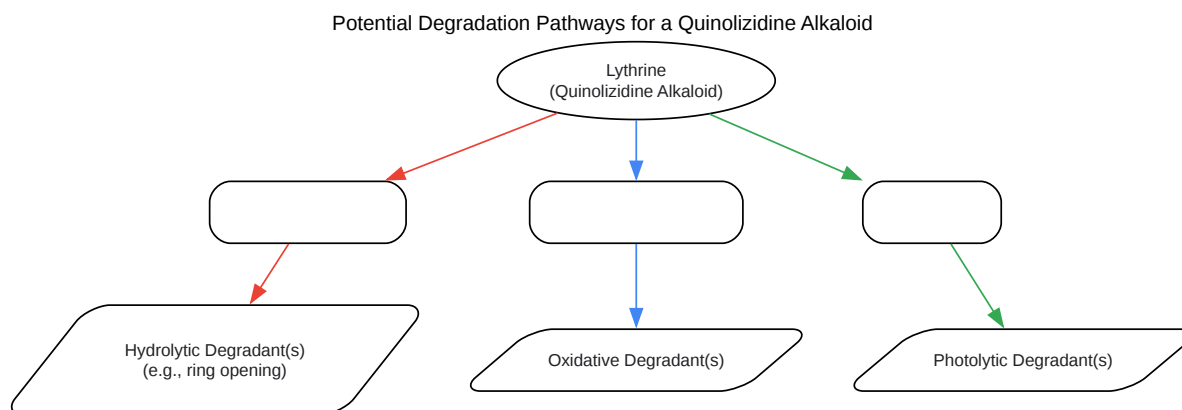 Potential Degradation Pathways for a Quinolizidine Alkaloid
Lythrine
(Quinolizidine Alkaloid)
Hydrolytic Degradant(s)
(e.g., ring opening)
Oxidative Degradant(s)
Photolytic Degradant(s)